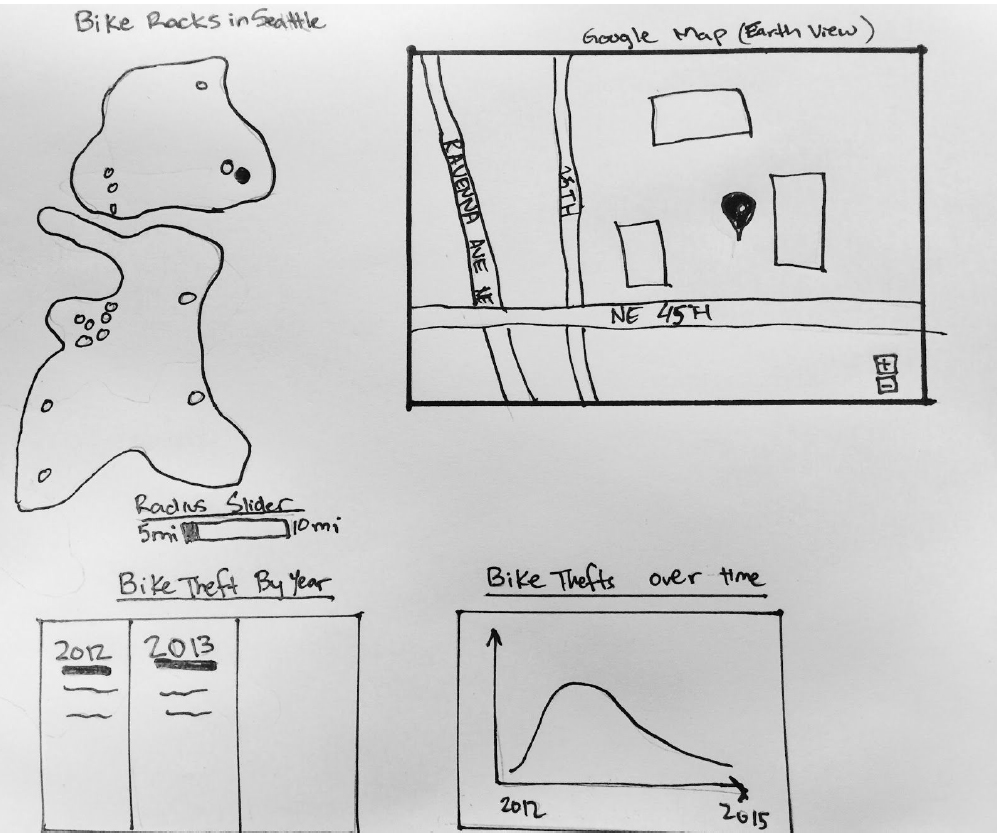 Bike Racks in Seattle
Google Map (Earth View)
RAVENNA AVE NE
25TH
NE 45TH
+
-
Radius Slider
5mi
10mi
Bike Theft By Year
2012
2013
Bike Thefts over time
2012
2015